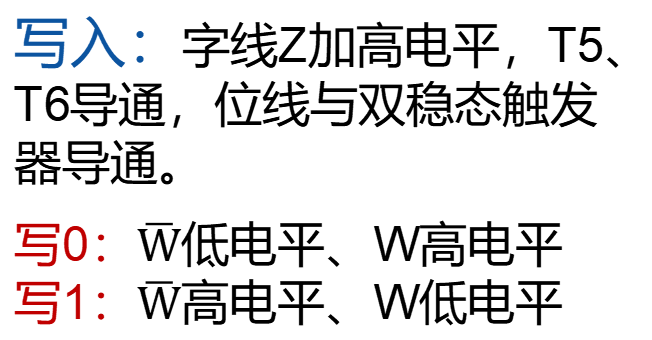 写入：字线Z加高电平，T5、
T6导通，位线与双稳态触发
器导通。
写0：W̅低电平、W高电平
写1：W̅高电平、W低电平